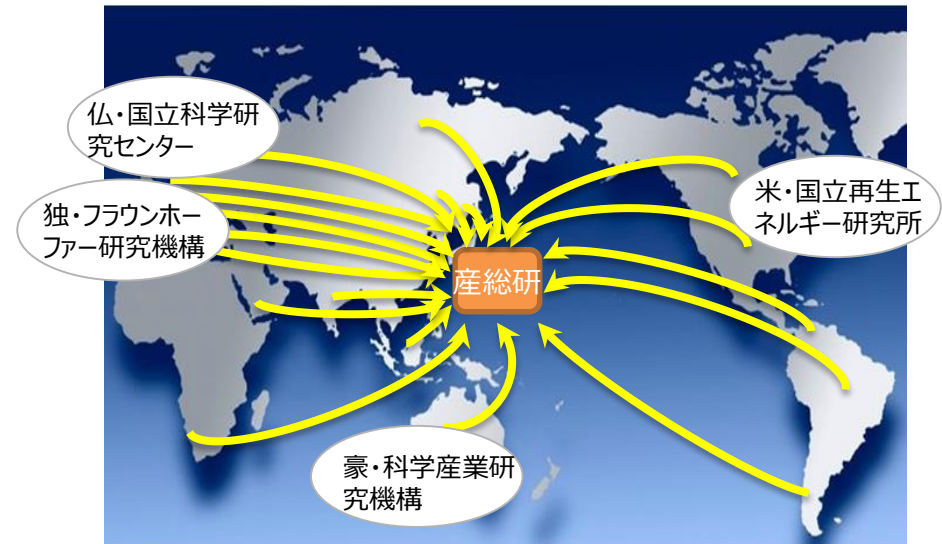 仏・国立科学研
究センター
独・フラウンホー
ファー研究機構
米・国立再生エ
ネルギー研究所
産総研
豪・科学産業研
究機構